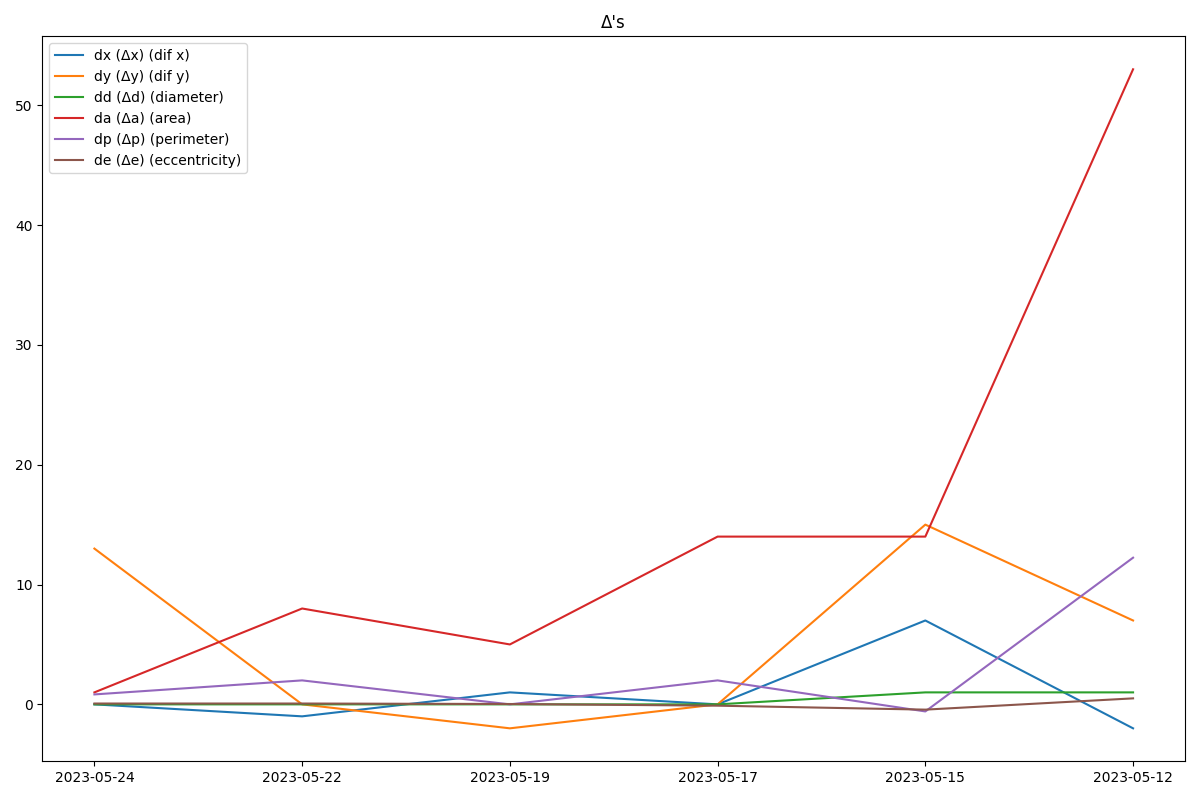 Δ's
dx (Δx) (dif x)
dy (Δy) (dif y)
dd (Δd) (diameter)
da (Δa) (area)
dp (Δp) (perimeter)
de (Δe) (eccentricity)
50
40
30
20
10
0
2023-05-24 2023-05-22 2023-05-19 2023-05-17 2023-05-15 2023-05-12